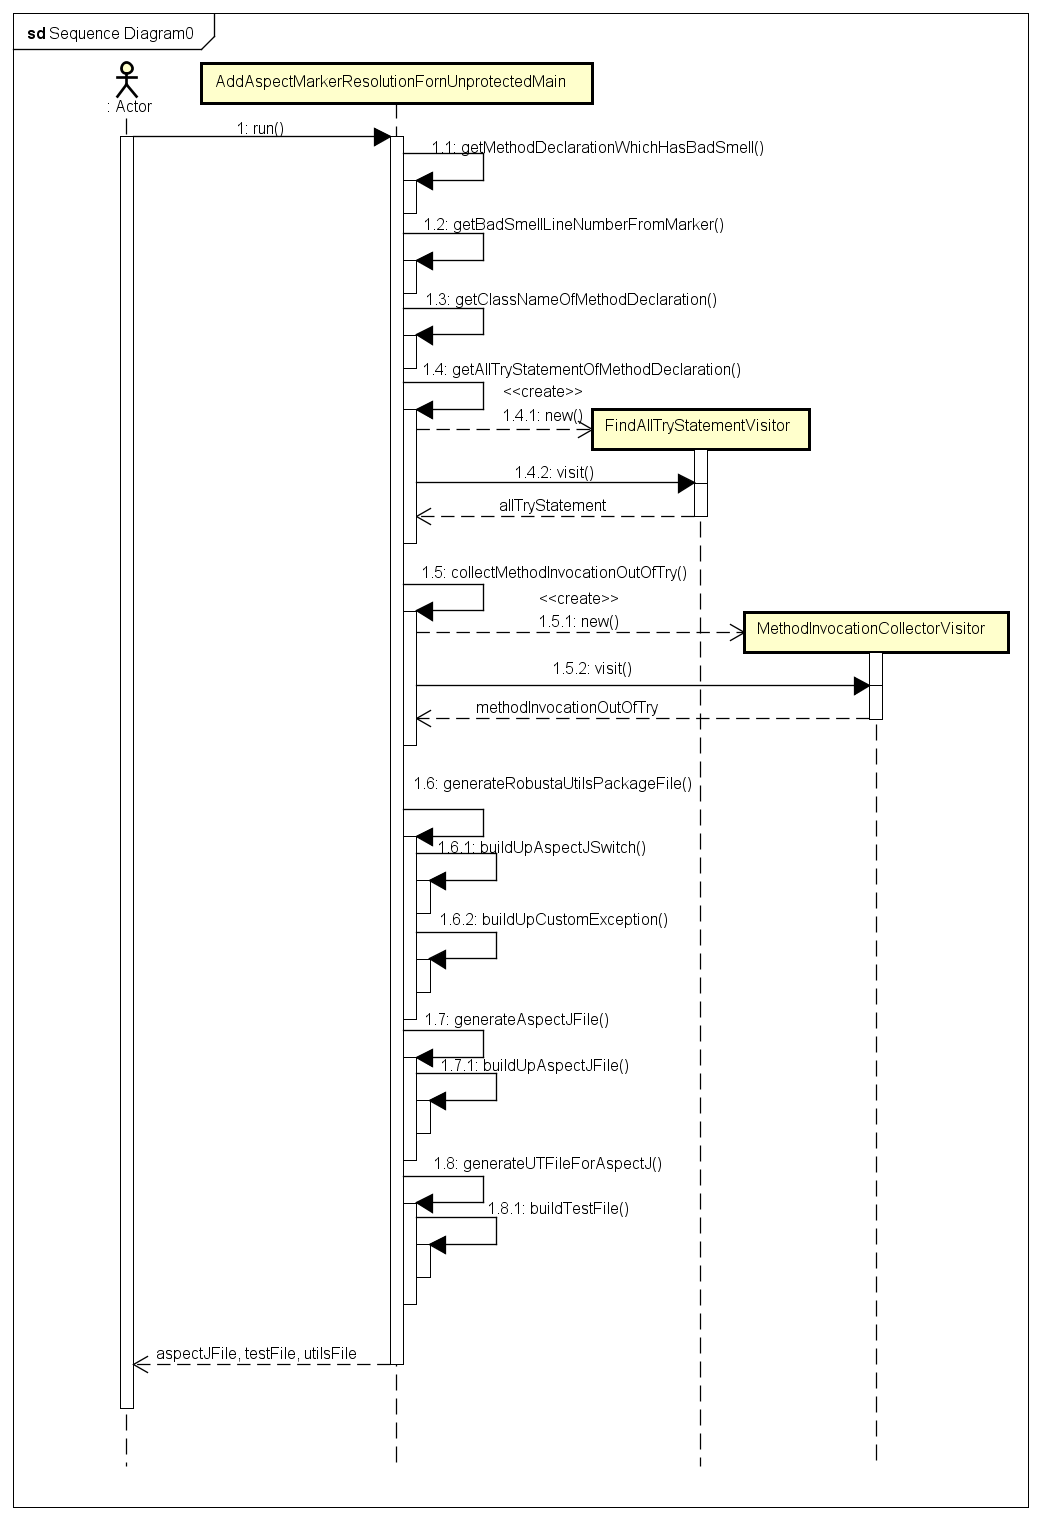 sd Sequence Diagram0
: Actor
AddAspectMarkerResolutionFornUnprotectedMain
1: run()
1.1: getMethodDeclarationWhichHasBadSmell()
1.2: getBadSmellLineNumberFromMarker()
1.3: getClassNameOfMethodDeclaration()
1.4: getAllTryStatementOfMethodDeclaration()
<<create>>
1.4.1: new()
FindAllTryStatementVisitor
1.4.2: visit()
allTryStatement
1.5: collectMethodInvocationOutOfTry()
<<create>>
1.5.1: new()
MethodInvocationCollectorVisitor
1.5.2: visit()
methodInvocationOutOfTry
1.6: generateRobustaUtilsPackageFile()
1.6.1: buildUpAspectJSwitch()
1.6.2: buildUpCustomException()
1.7: generateAspectJFile()
1.7.1: buildUpAspectJFile()
1.8: generateUTFileForAspectJ()
1.8.1: buildTestFile()
aspectJFile, testFile, utilsFile